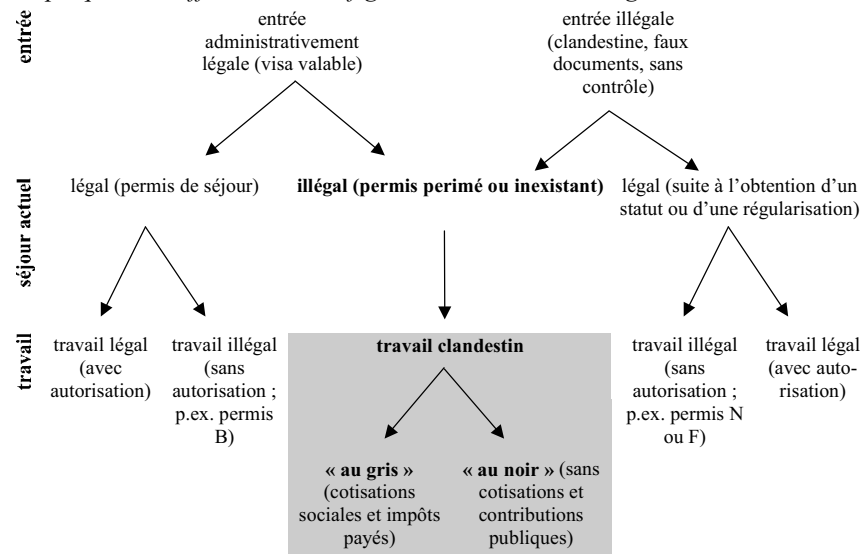 entrée
entrée
administrativement
légale (visa valable)
entrée illégale
(clandestine, faux
documents, sans
contrôle)
séjour actuel
légal (permis de séjour)
illégal (permis perimé ou inexistant)
légal (suite à l’obtention d’un
statut ou d’une régularisation)
travail
travail légal
(avec
autorisation)
travail illégal
(sans
autorisation ;
p.ex. permis
B)
travail clandestin
travail illégal
(sans
autorisation ;
p.ex. permis N
ou F)
travail légal
(avec auto-
risation)
« au gris »
(cotisations
sociales et impôts
payés)
« au noir » (sans
cotisations et
contributions
publiques)